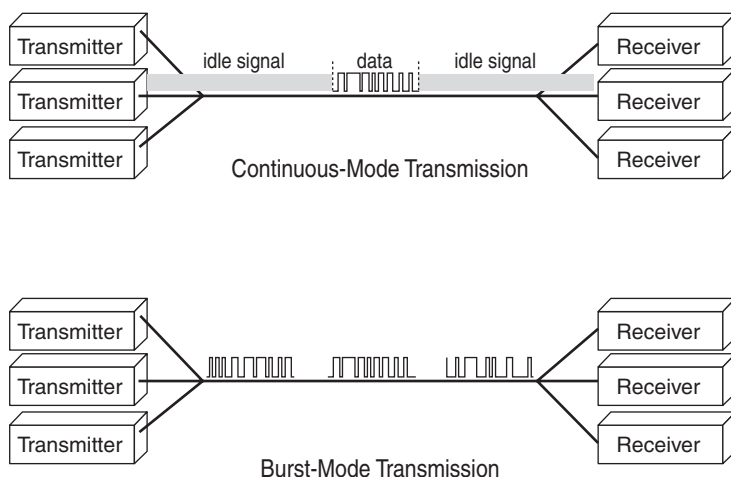 Transmitter
Receiver
idle signal data idle signal
Transmitter
Receiver
Transmitter
Receiver
Continuous-Mode Transmission
Transmitter
Receiver
Transmitter
Receiver
Transmitter
Receiver
Burst-Mode Transmission